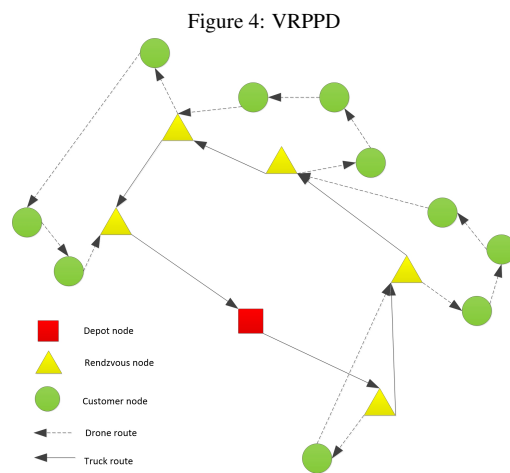 Figure 4: VRPPD
Depot node
Rendzvous node
Customer node
Drone route
Truck route